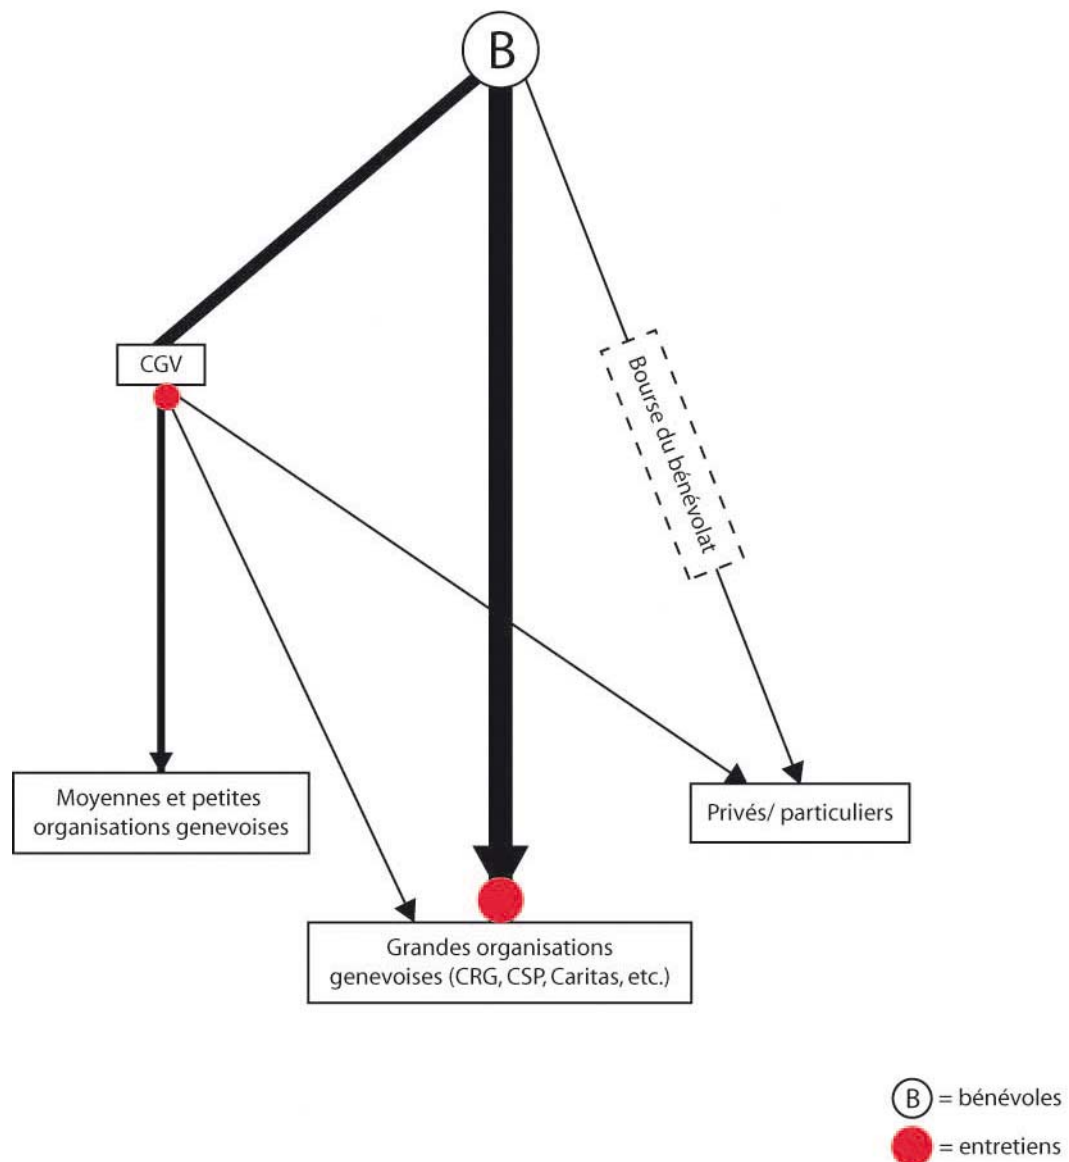 B
CGV
Bourse du bénévolat
Moyennes et petites
organisations genevoises
Privés/ particuliers
Grandes organisations
genevoises (CRG, CSP, Caritas, etc.)
B = bénévoles
= entretiens